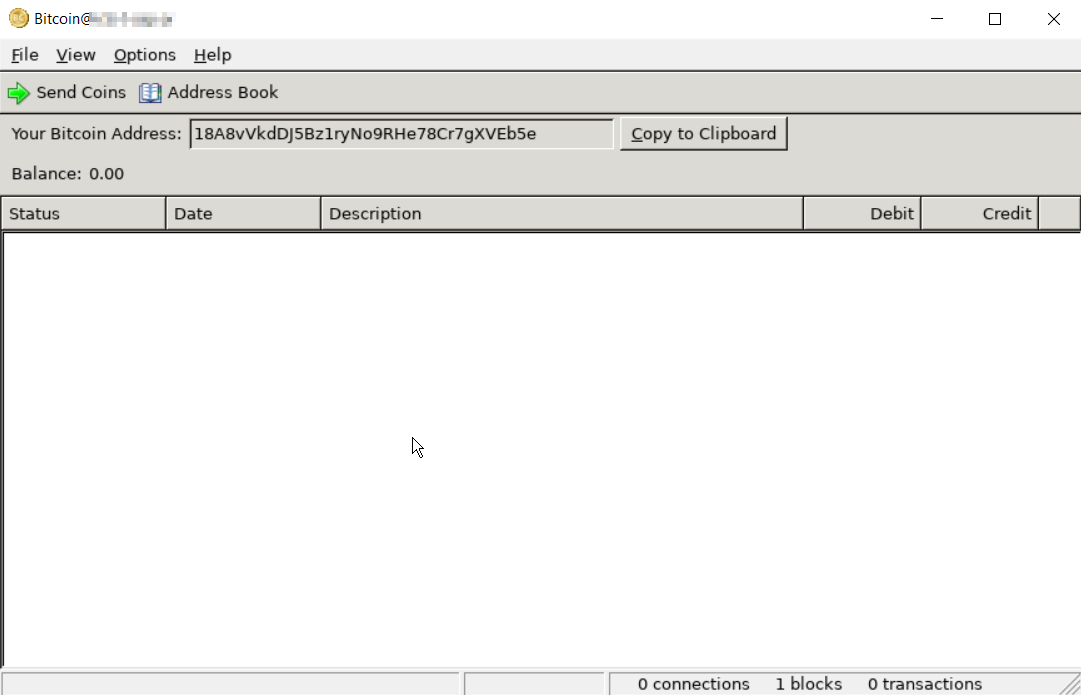 Bitcoin@
File View Options Help
Send Coins Address Book
Your Bitcoin Address: 18A8vVkdDJ5Bz1ryNo9RHe78Cr7gXVEb5e Copy to Clipboard
Balance: 0.00
Status Date Description Debit Credit
0 connections 1 blocks 0 transactions